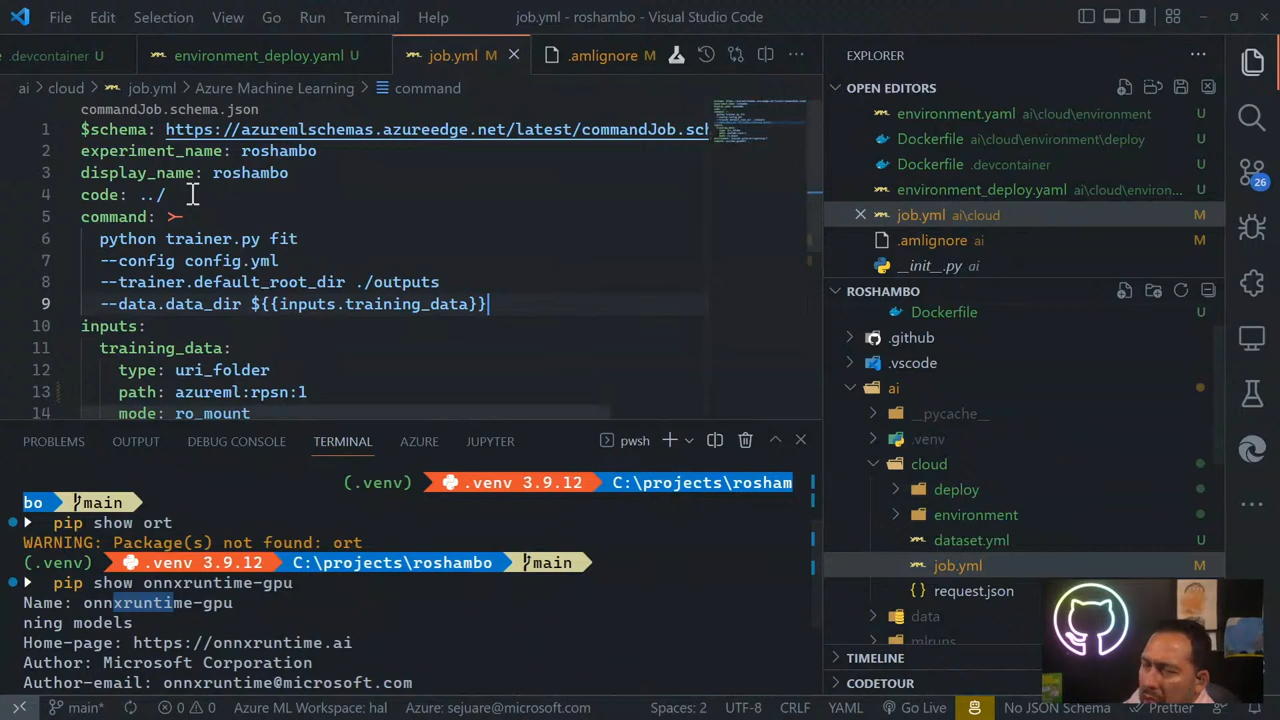 File Edit Selection View Go Run Terminal Help job.yml - roshambo - Visual Studio Code
.devcontainer U environment_deploy.yaml U job.yml M .amlignore M
ai > cloud > job.yml > Azure Machine Learning > command
commandJob.schema.json
1 $schema: https://azuremlschemas.azureedge.net/latest/commandJob.sch
2 experiment_name: roshambo
3 display_name: roshambo
4 code: ../
5 command: >-
6 python trainer.py fit
7 --config config.yml
8 --trainer.default_root_dir ./outputs
9 --data.data_dir ${{inputs.training_data}}
10 inputs:
11 training_data:
12 type: uri_folder
13 path: azureml:rpsn:1
14 mode: ro_mount
PROBLEMS OUTPUT DEBUG CONSOLE TERMINAL AZURE JUPYTER pwsh
(.venv) .venv 3.9.12 C:\projects\rosham
bo main
pip show ort
WARNING: Package(s) not found: ort
(.venv) .venv 3.9.12 C:\projects\roshambo main
pip show onnxruntime-gpu
Name: onnxruntime-gpu
ning models
Home-page: https://onnxruntime.ai
Author: Microsoft Corporation
Author-email: onnxruntime@microsoft.com
EXPLORER
OPEN EDITORS
environment.yaml ai\cloud\environment
Dockerfile ai\cloud\environment\deploy
Dockerfile .devcontainer
environment_deploy.yaml ai\cloud\environ...
job.yml ai\cloud M
.amlignore ai M
__init__.py ai
ROSHAMBO
Dockerfile
.github
.vscode
ai
__pycache__
.venv
cloud
deploy
environment
dataset.yml
job.yml M
request.json
data
mlruns
TIMELINE
CODETOUR
26
main* 0 0 Azure ML Workspace: hal Azure: sejuare@microsoft.com Spaces: 2 UTF-8 CRLF YAML Go Live No JSON Schema Prettier